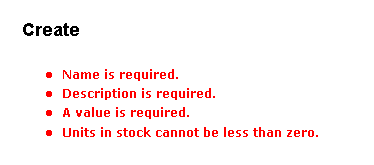 Create
Name is required.
Description is required.
A value is required.
Units in stock cannot be less than zero.